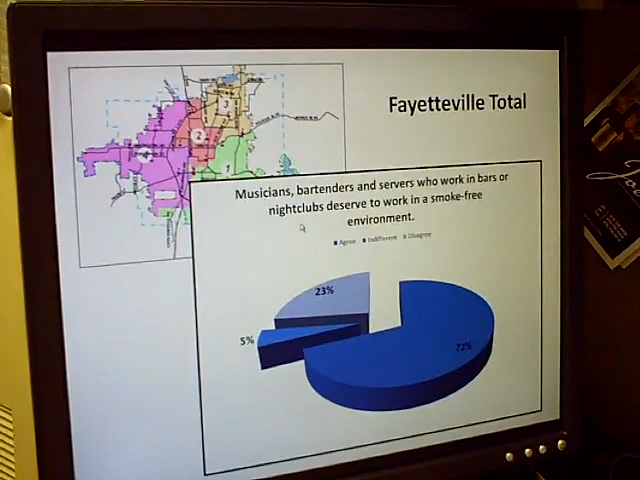 Fayetteville Total
3
2
4
1
Musicians, bartenders and servers who work in bars or
nightclubs deserve to work in a smoke-free
environment.
Agree Indifferent Disagree
23%
5%
72%